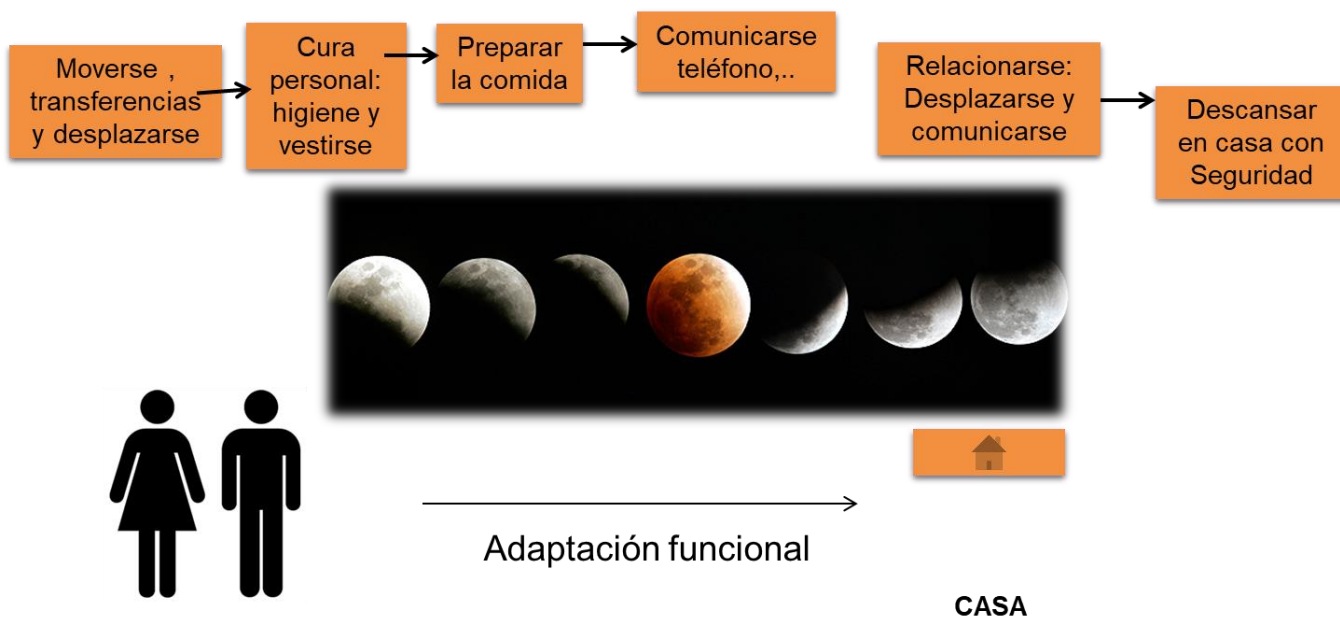 Moverse ,
transferencias
y desplazarse
Cura
personal:
higiene y
vestirse
Preparar
la comida
Comunicarse
teléfono,..
Relacionarse:
Desplazarse y
comunicarse
Descansar
en casa con
Seguridad
Adaptación funcional
CASA